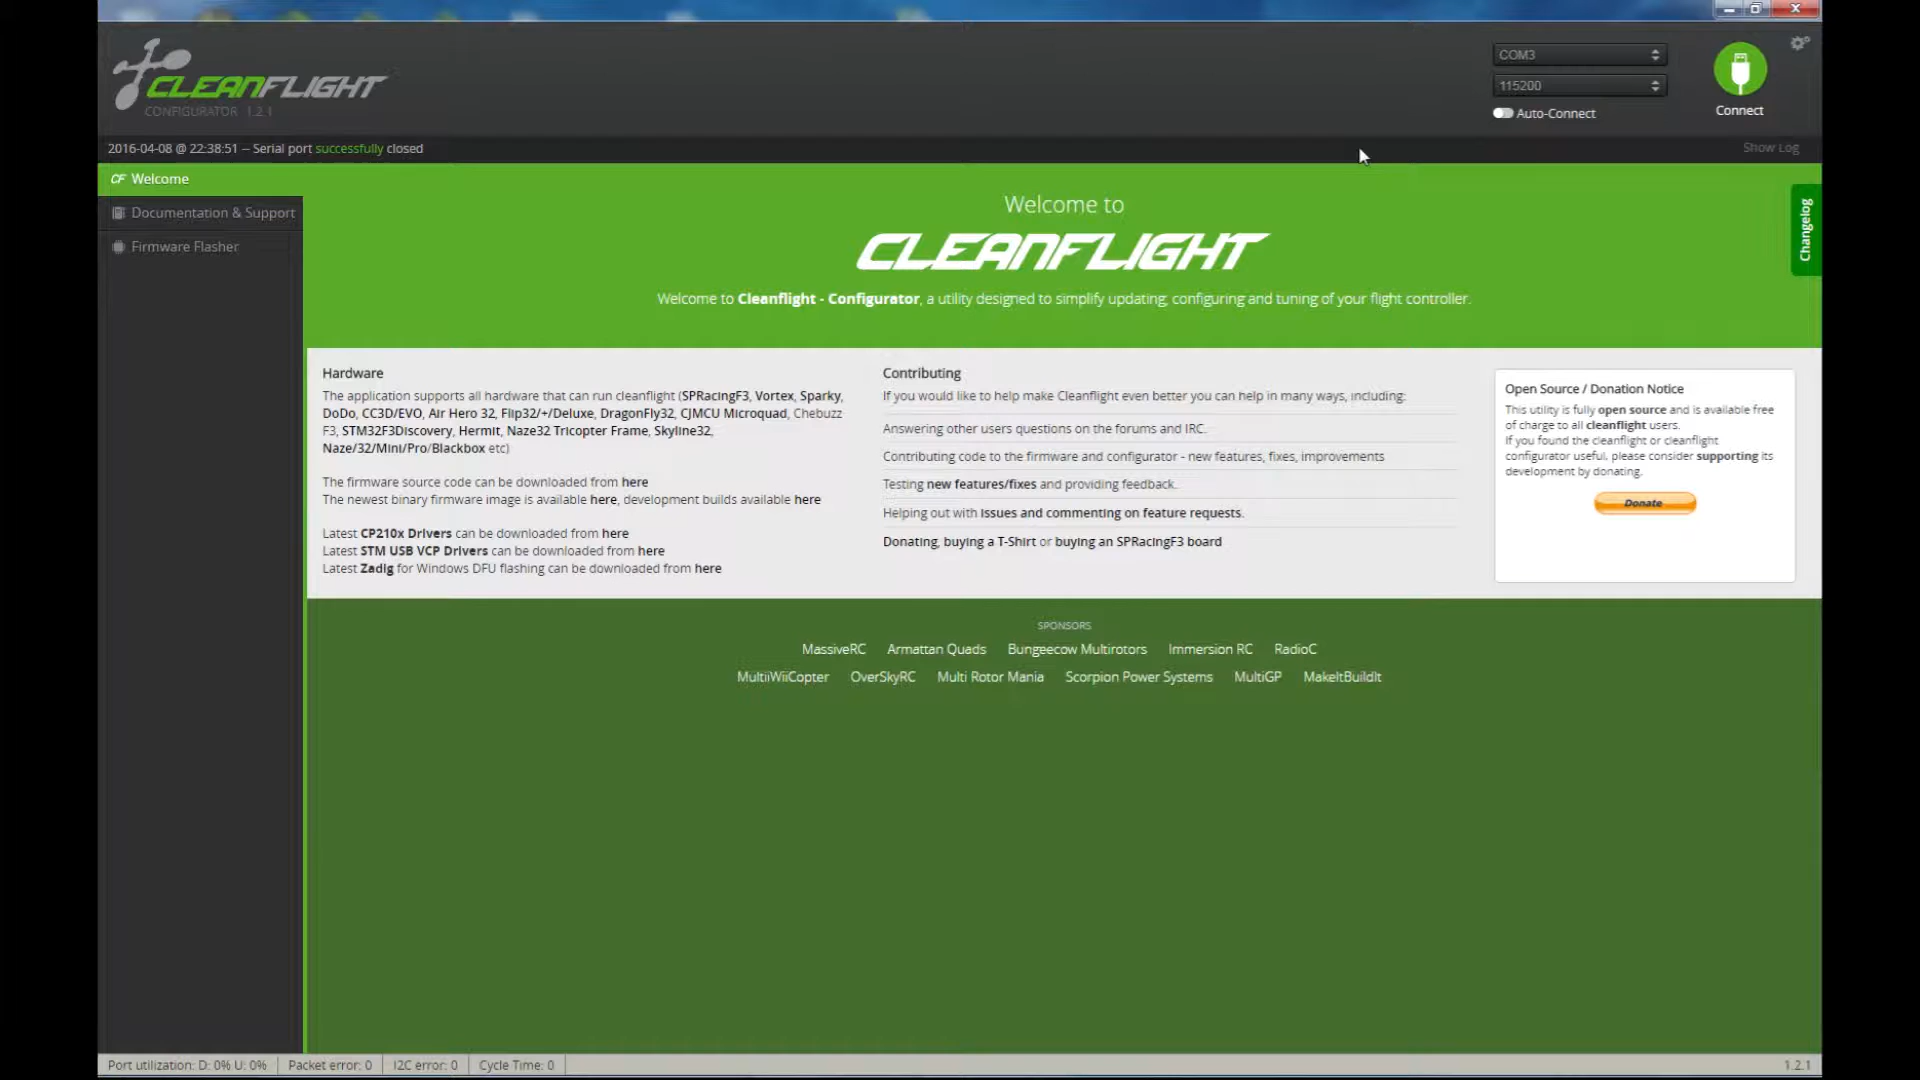 CLEANFLIGHT
CONFIGURATOR 1.2.1
COM3
115200
Auto-Connect
Connect
2016-04-08 @ 22:38:51 -- Serial port successfully closed
Show Log
CF Welcome
Documentation & Support
Firmware Flasher
Welcome to
CLEANFLIGHT
Welcome to Cleanflight - Configurator, a utility designed to simplify updating, configuring and tuning of your flight controller.
Changelog
Hardware
The application supports all hardware that can run cleanflight (SPRacingF3, Vortex, Sparky,
DoDo, CC3D/EVO, Air Hero 32, Flip32/+/Deluxe, DragonFly32, CJMCU Microquad, Chebuzz
F3, STM32F3Discovery, Hermit, Naze32 Tricopter Frame, Skyline32,
Naze/32/Mini/Pro/Blackbox etc)
The firmware source code can be downloaded from here
The newest binary firmware image is available here, development builds available here
Latest CP210x Drivers can be downloaded from here
Latest STM USB VCP Drivers can be downloaded from here
Latest Zadig for Windows DFU flashing can be downloaded from here
Contributing
If you would like to help make Cleanflight even better you can help in many ways, including:
Answering other users questions on the forums and IRC.
Contributing code to the firmware and configurator - new features, fixes, improvements
Testing new features/fixes and providing feedback.
Helping out with issues and commenting on feature requests.
Donating, buying a T-Shirt or buying an SPRacingF3 board
Open Source / Donation Notice
This utility is fully open source and is available free
of charge to all cleanflight users.
If you found the cleanflight or cleanflight
configurator useful, please consider supporting its
development by donating.
Donate
SPONSORS
MassiveRC Armattan Quads Bungeecow Multirotors Immersion RC RadioC
MultiWiiCopter OverSkyRC Multi Rotor Mania Scorpion Power Systems MultiGP MakeItBuildIt
Port utilization: D: 0% U: 0% Packet error: 0 I2C error: 0 Cycle Time: 0
1.2.1